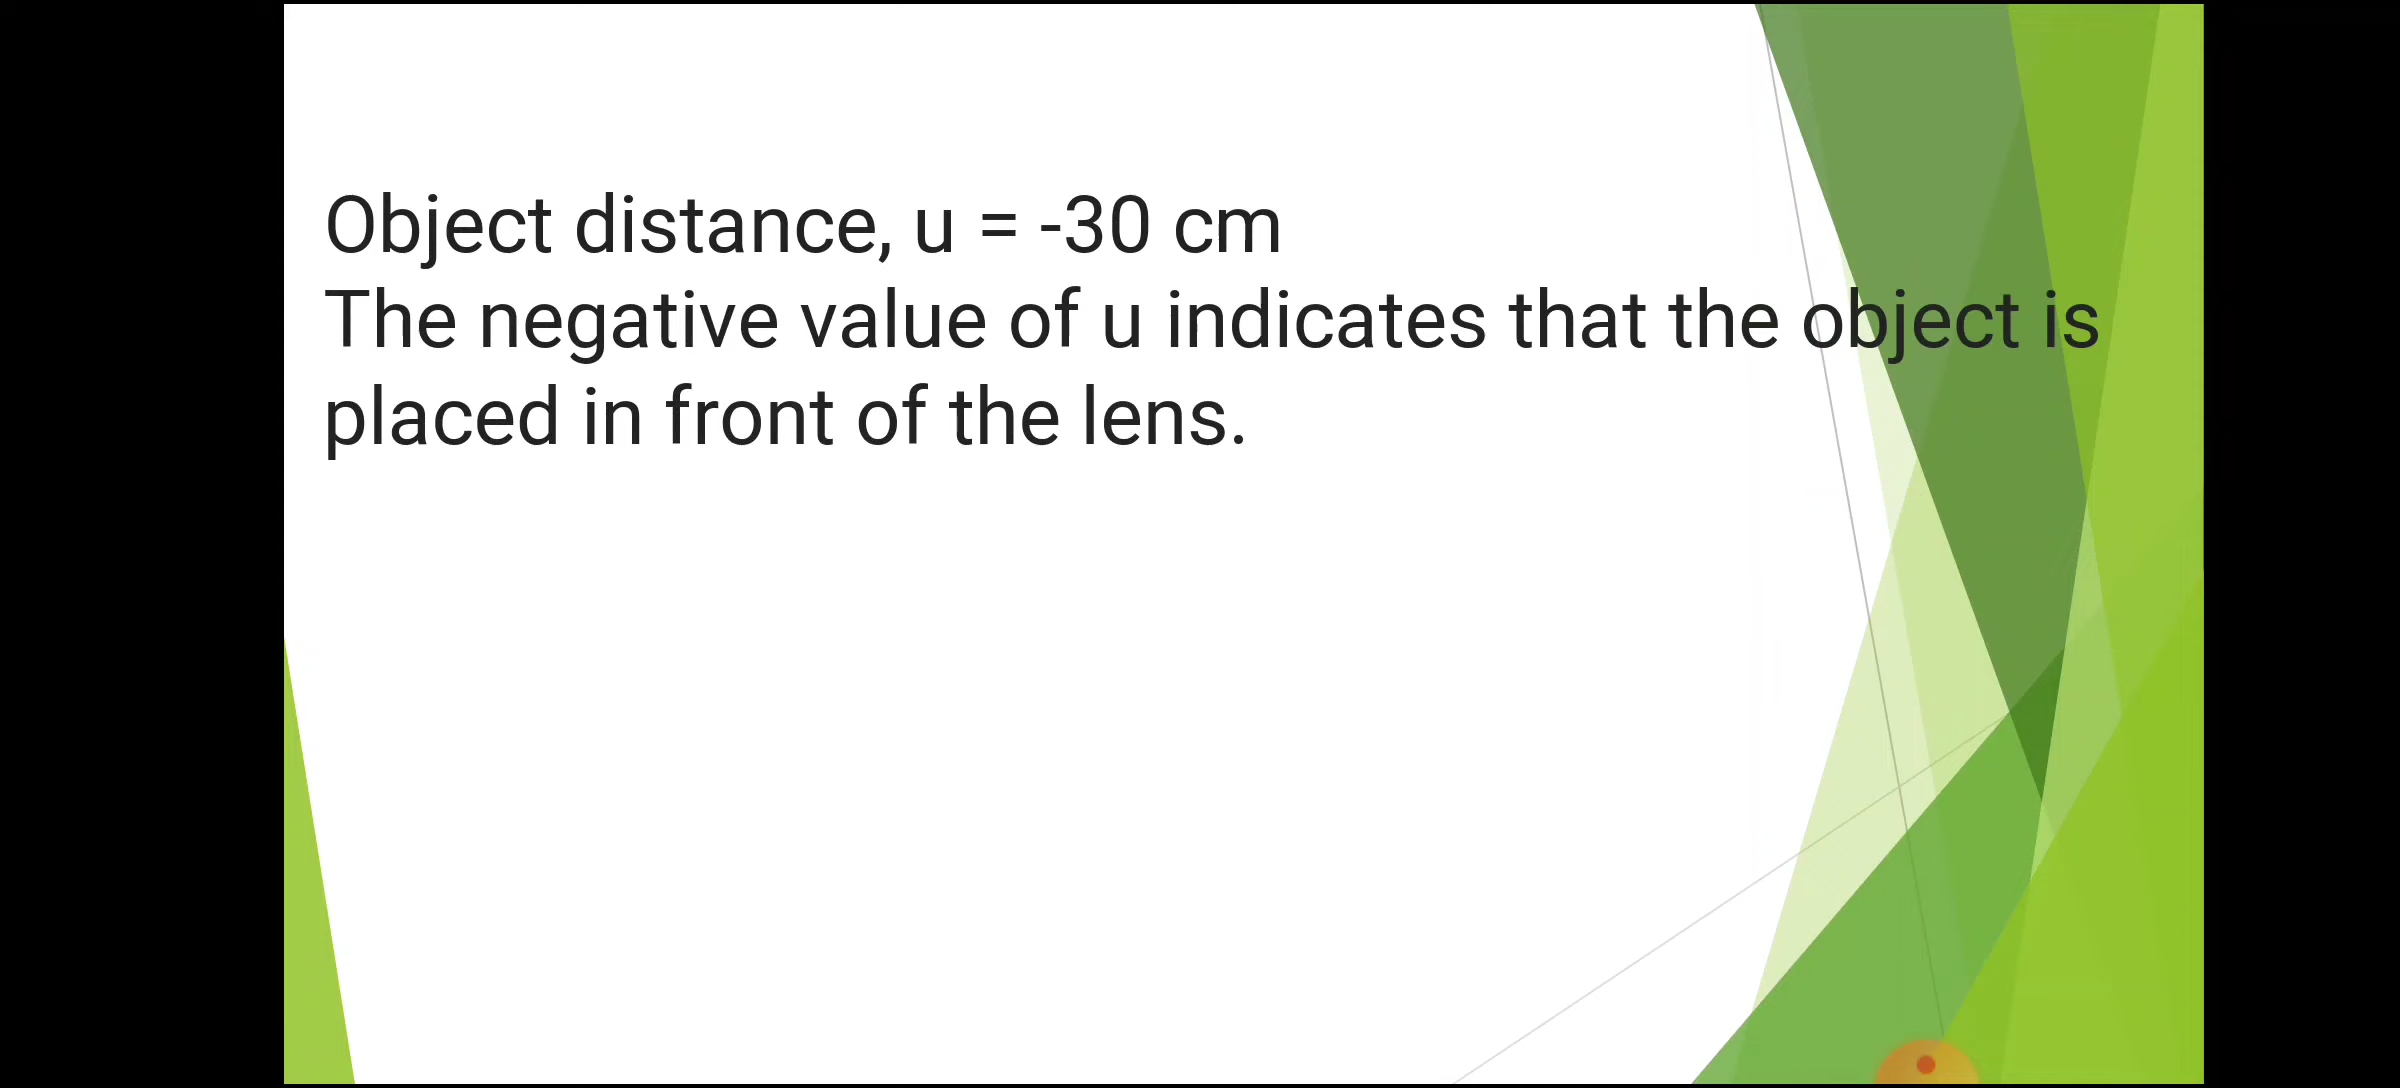 Object distance, u = -30 cm
The negative value of u indicates that the object is
placed in front of the lens.